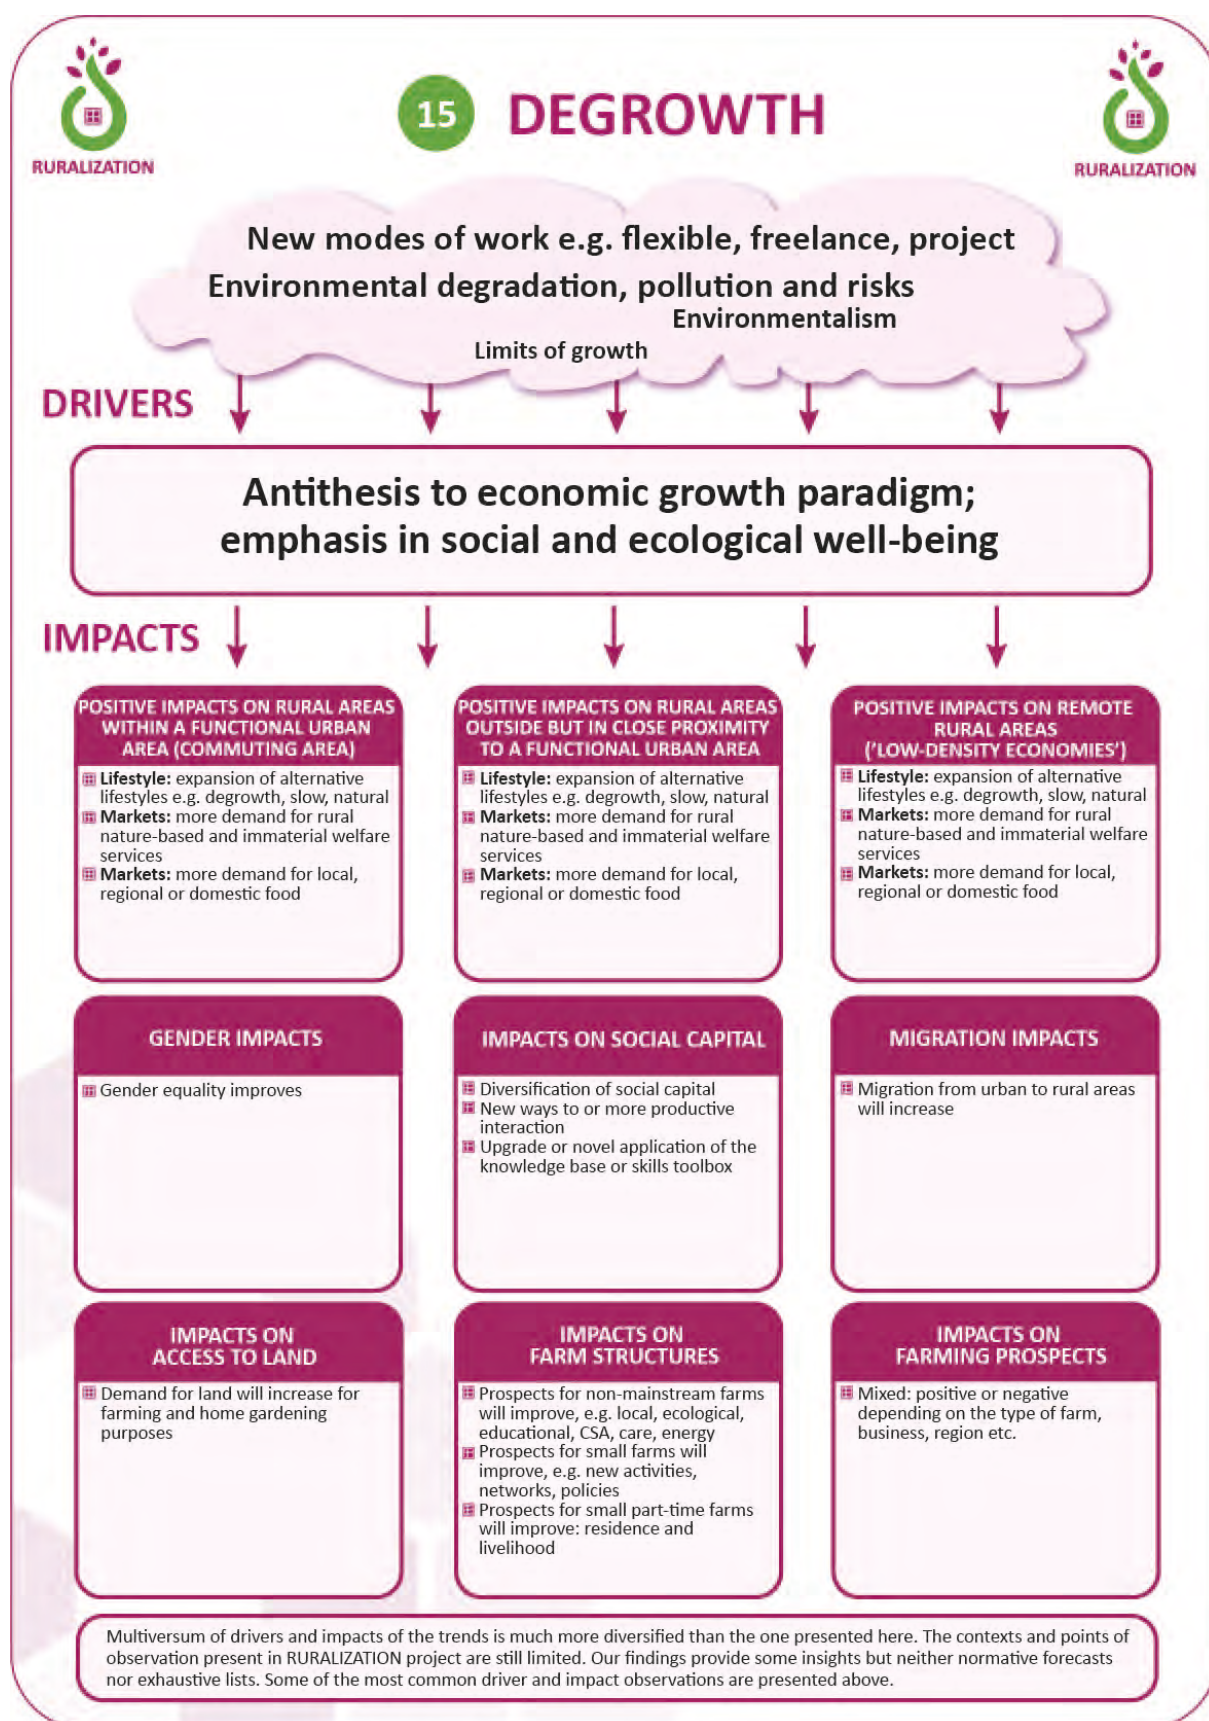 15 DEGROWTH
RURALIZATION
RURALIZATION
New modes of work e.g. flexible, freelance, project
Environmental degradation, pollution and risks
Environmentalism
Limits of growth
DRIVERS
Antithesis to economic growth paradigm;
emphasis in social and ecological well-being
IMPACTS
POSITIVE IMPACTS ON RURAL AREAS
WITHIN A FUNCTIONAL URBAN
AREA (COMMUTING AREA)
Lifestyle: expansion of alternative
lifestyles e.g. degrowth, slow, natural
Markets: more demand for rural
nature-based and immaterial welfare
services
Markets: more demand for local,
regional or domestic food
POSITIVE IMPACTS ON RURAL AREAS
OUTSIDE BUT IN CLOSE PROXIMITY
TO A FUNCTIONAL URBAN AREA
Lifestyle: expansion of alternative
lifestyles e.g. degrowth, slow, natural
Markets: more demand for rural
nature-based and immaterial welfare
services
Markets: more demand for local,
regional or domestic food
POSITIVE IMPACTS ON REMOTE
RURAL AREAS
('LOW-DENSITY ECONOMIES')
Lifestyle: expansion of alternative
lifestyles e.g. degrowth, slow, natural
Markets: more demand for rural
nature-based and immaterial welfare
services
Markets: more demand for local,
regional or domestic food
GENDER IMPACTS
Gender equality improves
IMPACTS ON SOCIAL CAPITAL
Diversification of social capital
New ways to or more productive
interaction
Upgrade or novel application of the
knowledge base or skills toolbox
MIGRATION IMPACTS
Migration from urban to rural areas
will increase
IMPACTS ON
ACCESS TO LAND
Demand for land will increase for
farming and home gardening
purposes
IMPACTS ON
FARM STRUCTURES
Prospects for non-mainstream farms
will improve, e.g. local, ecological,
educational, CSA, care, energy
Prospects for small farms will
improve, e.g. new activities,
networks, policies
Prospects for small part-time farms
will improve: residence and
livelihood
IMPACTS ON
FARMING PROSPECTS
Mixed: positive or negative
depending on the type of farm,
business, region etc.
Multiversum of drivers and impacts of the trends is much more diversified than the one presented here. The contexts and points of
observation present in RURALIZATION project are still limited. Our findings provide some insights but neither normative forecasts
nor exhaustive lists. Some of the most common driver and impact observations are presented above.